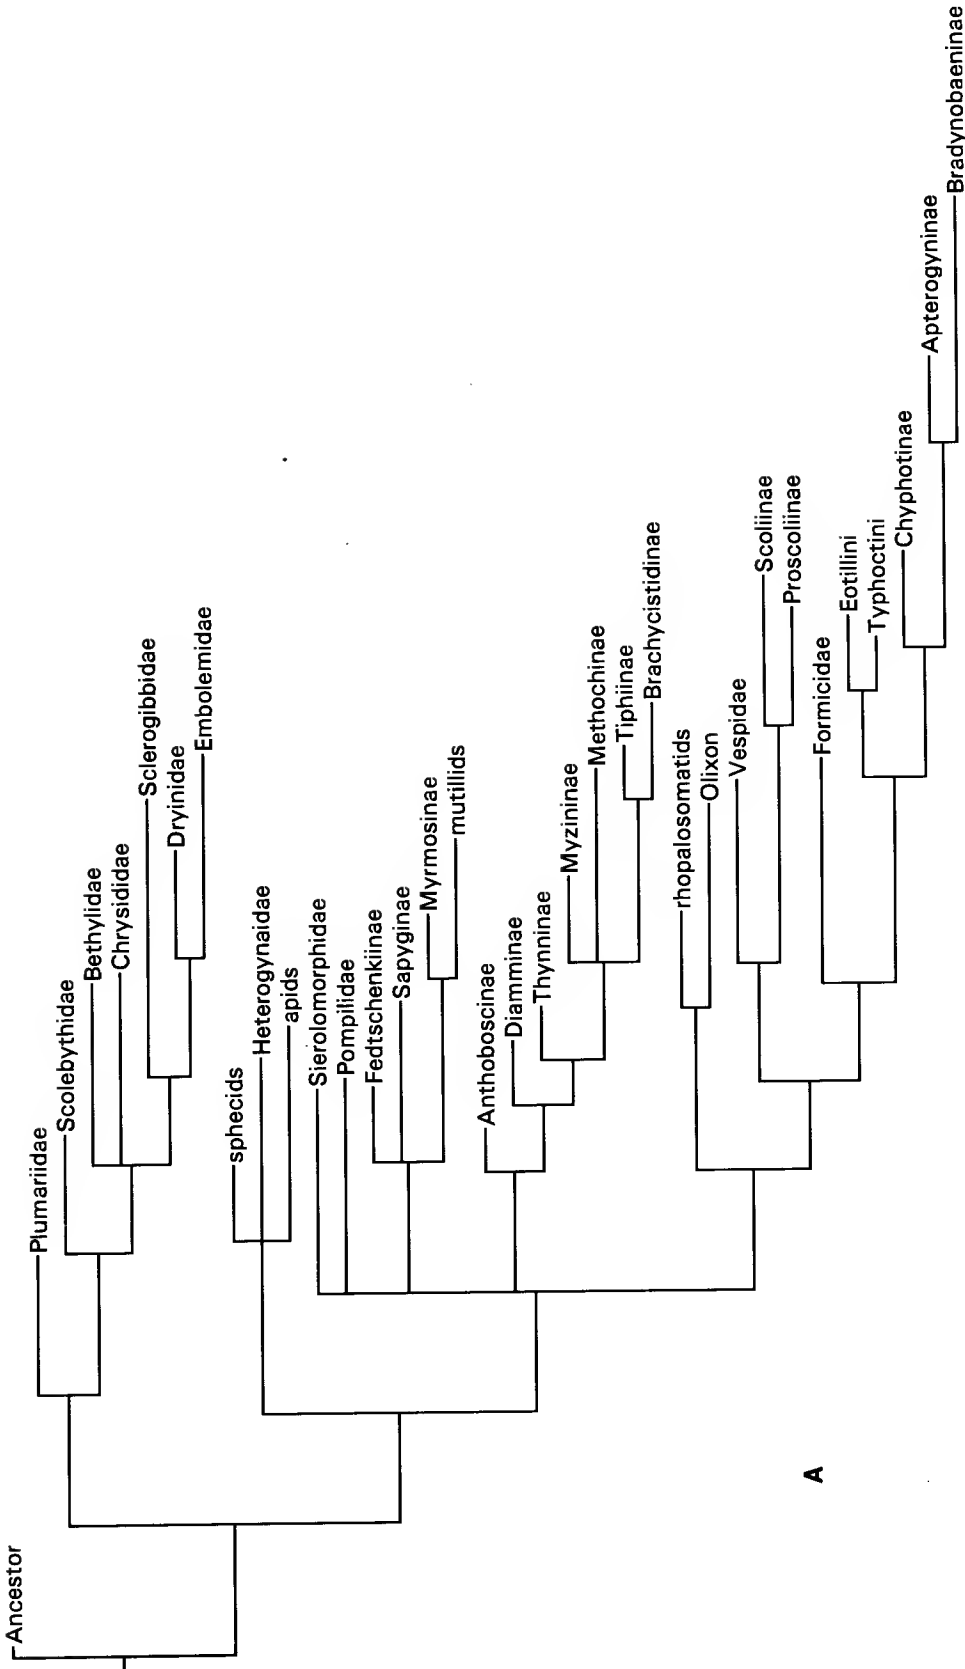 Ancestor
Plumariidae
Scolebythidae
Bethylidae
Chrysididae
Sclerogibbidae
Dryinidae
Embolemidae
sphecids
Heterogynaidae
apids
Sierolomorphidae
Pompilidae
Fedtschenkiinae
Sapyginae
Myrmosinae
mutillids
Anthoboscinae
Diamminae
Thynninae
Myzininae
Methochinae
Tiphiinae
Brachycistidinae
rhopalosomatids
Olixon
Vespidae
Scoliinae
Proscoliinae
Formicidae
Eotillini
Typhoctini
Chyphotinae
Apterogyninae
Bradynobaeninae
A